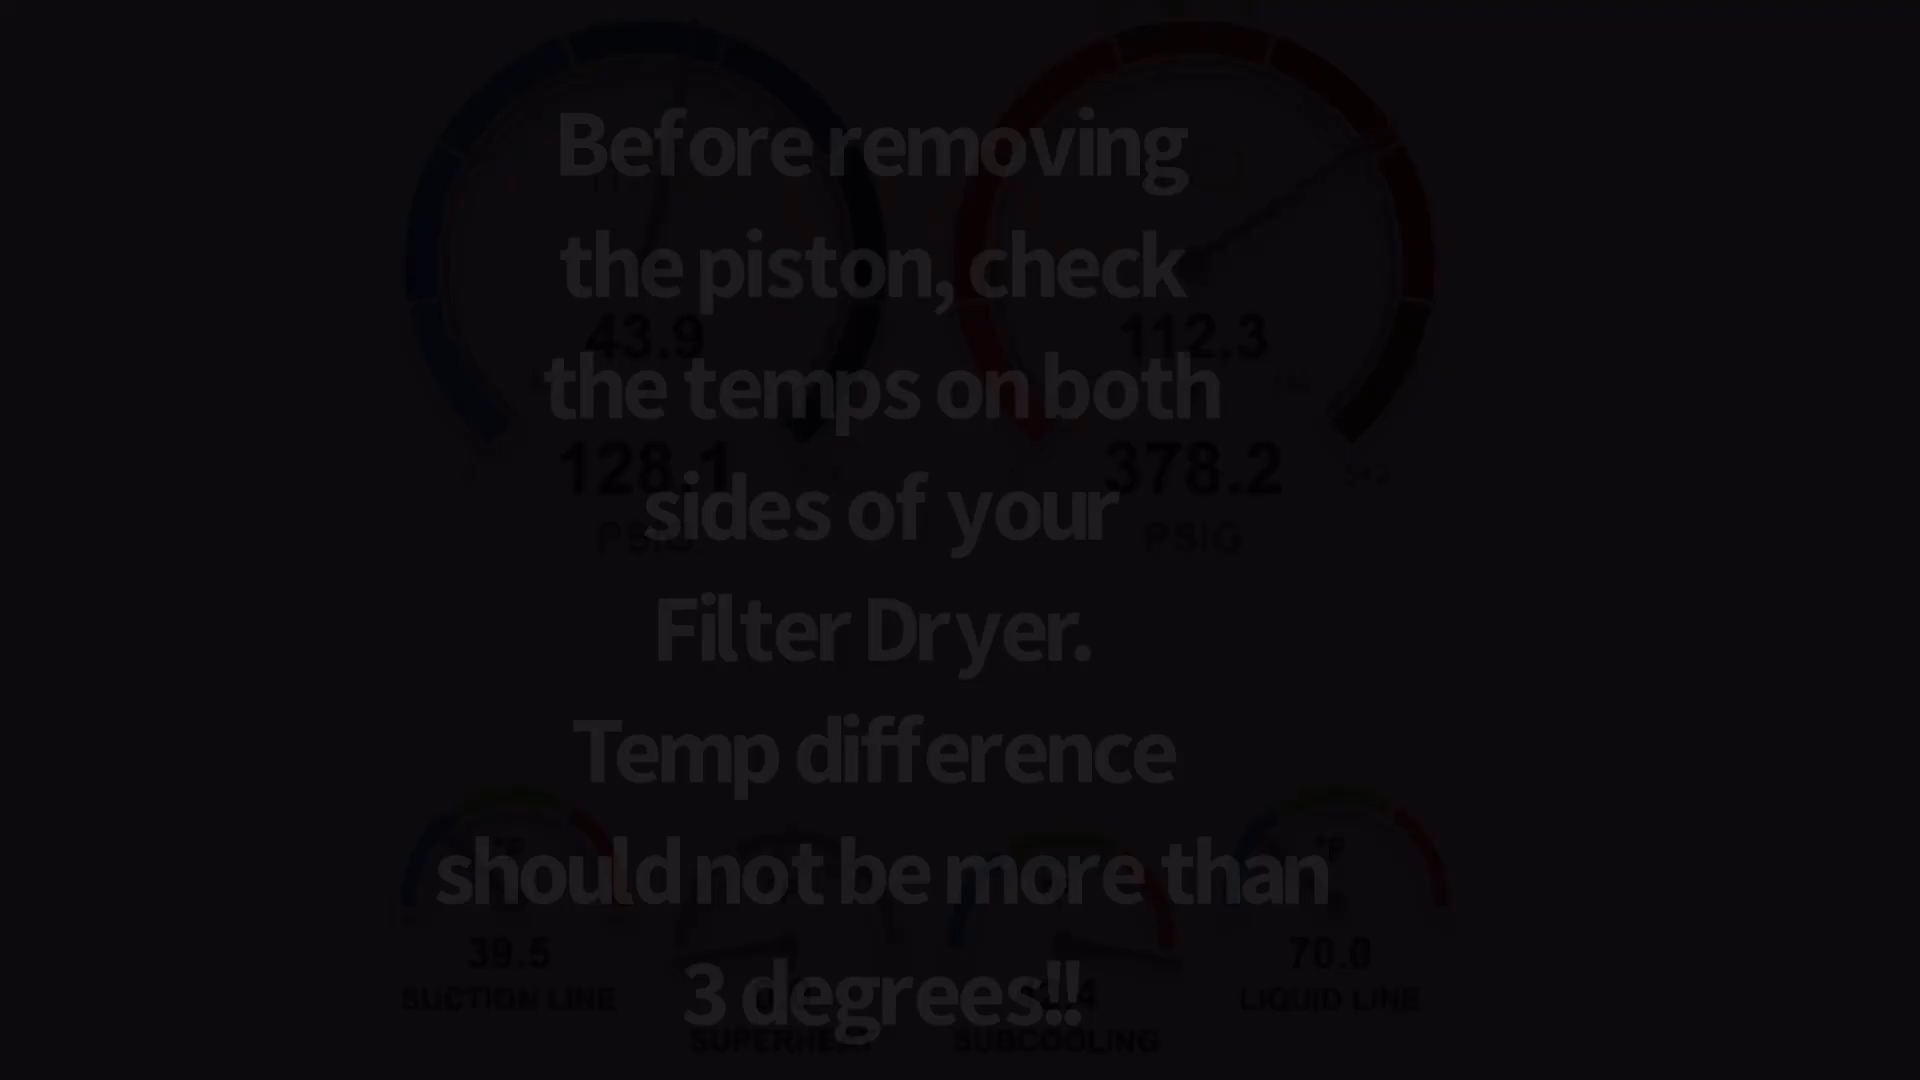 Before removing
the piston, check
43.9 112.3
the temps on both
128.1 378.2
sides of your
PSIG PSIG
Filter Dryer.
Temp difference
°F °F
should not be more than
39.5 70.0
3 degrees!!
SUCTION LINE LIQUID LINE
SUPERHEAT SUBCOOLING